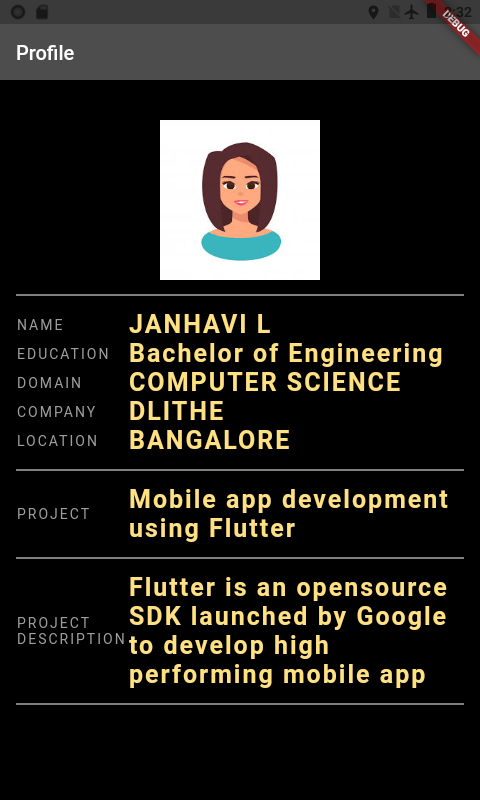 :32
DEBUG
Profile
NAME JANHAVI L
EDUCATION Bachelor of Engineering
DOMAIN COMPUTER SCIENCE
COMPANY DLITHE
LOCATION BANGALORE
PROJECT
Mobile app development
using Flutter
PROJECT
DESCRIPTION
Flutter is an opensource
SDK launched by Google
to develop high
performing mobile app